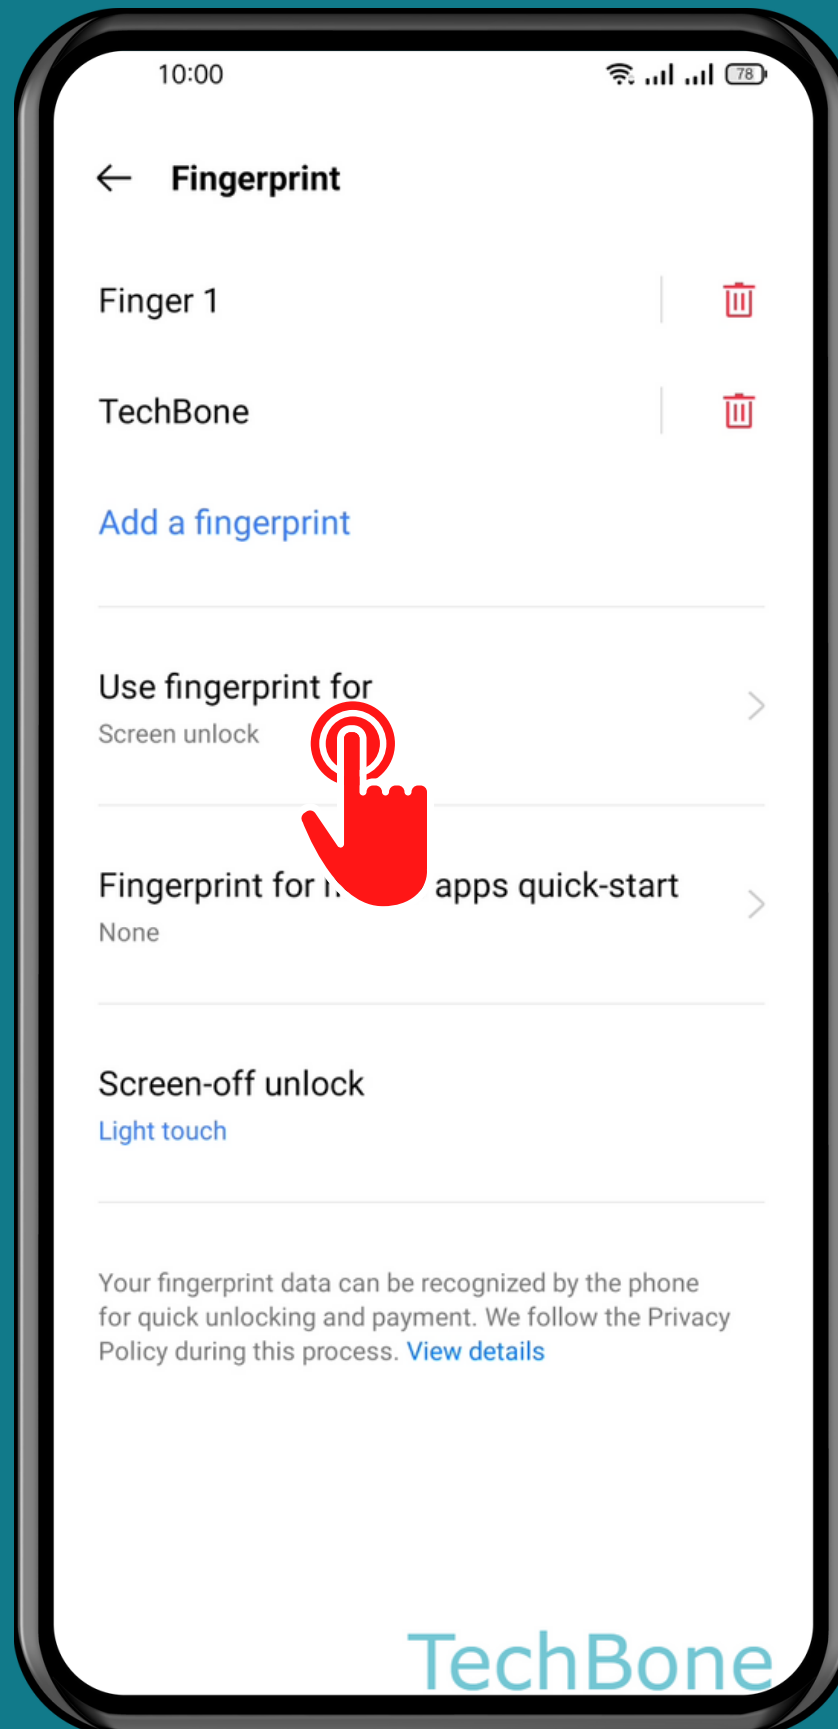 10:00
78
Fingerprint
Finger 1
TechBone
Add a fingerprint
Use fingerprint for
Screen unlock
Fingerprint for apps quick-start
None
Screen-off unlock
Light touch
Your fingerprint data can be recognized by the phone
for quick unlocking and payment. We follow the Privacy
Policy during this process. View details
TechBone